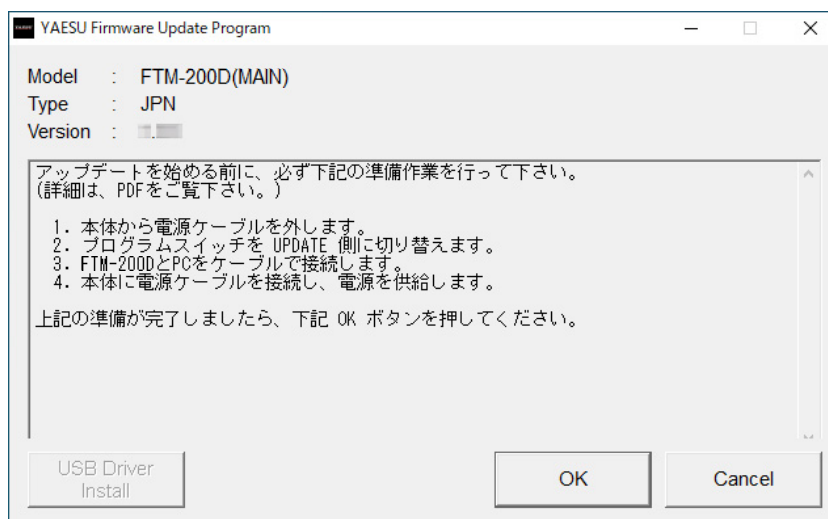 YAESU Firmware Update Program
Model : FTM-200D(MAIN)
Type : JPN
Version :
アップデートを始める前に、必ず下記の準備作業を行って下さい。
(詳細は、PDFをご覧下さい。)
1. 本体から電源ケーブルを外します。
2. プログラムスイッチを UPDATE 側に切り替えます。
3. FTM-200DとPCをケーブルで接続します。
4. 本体に電源ケーブルを接続し、電源を供給します。
上記の準備が完了しましたら、下記 OK ボタンを押してください。
USB Driver
Install
OK
Cancel